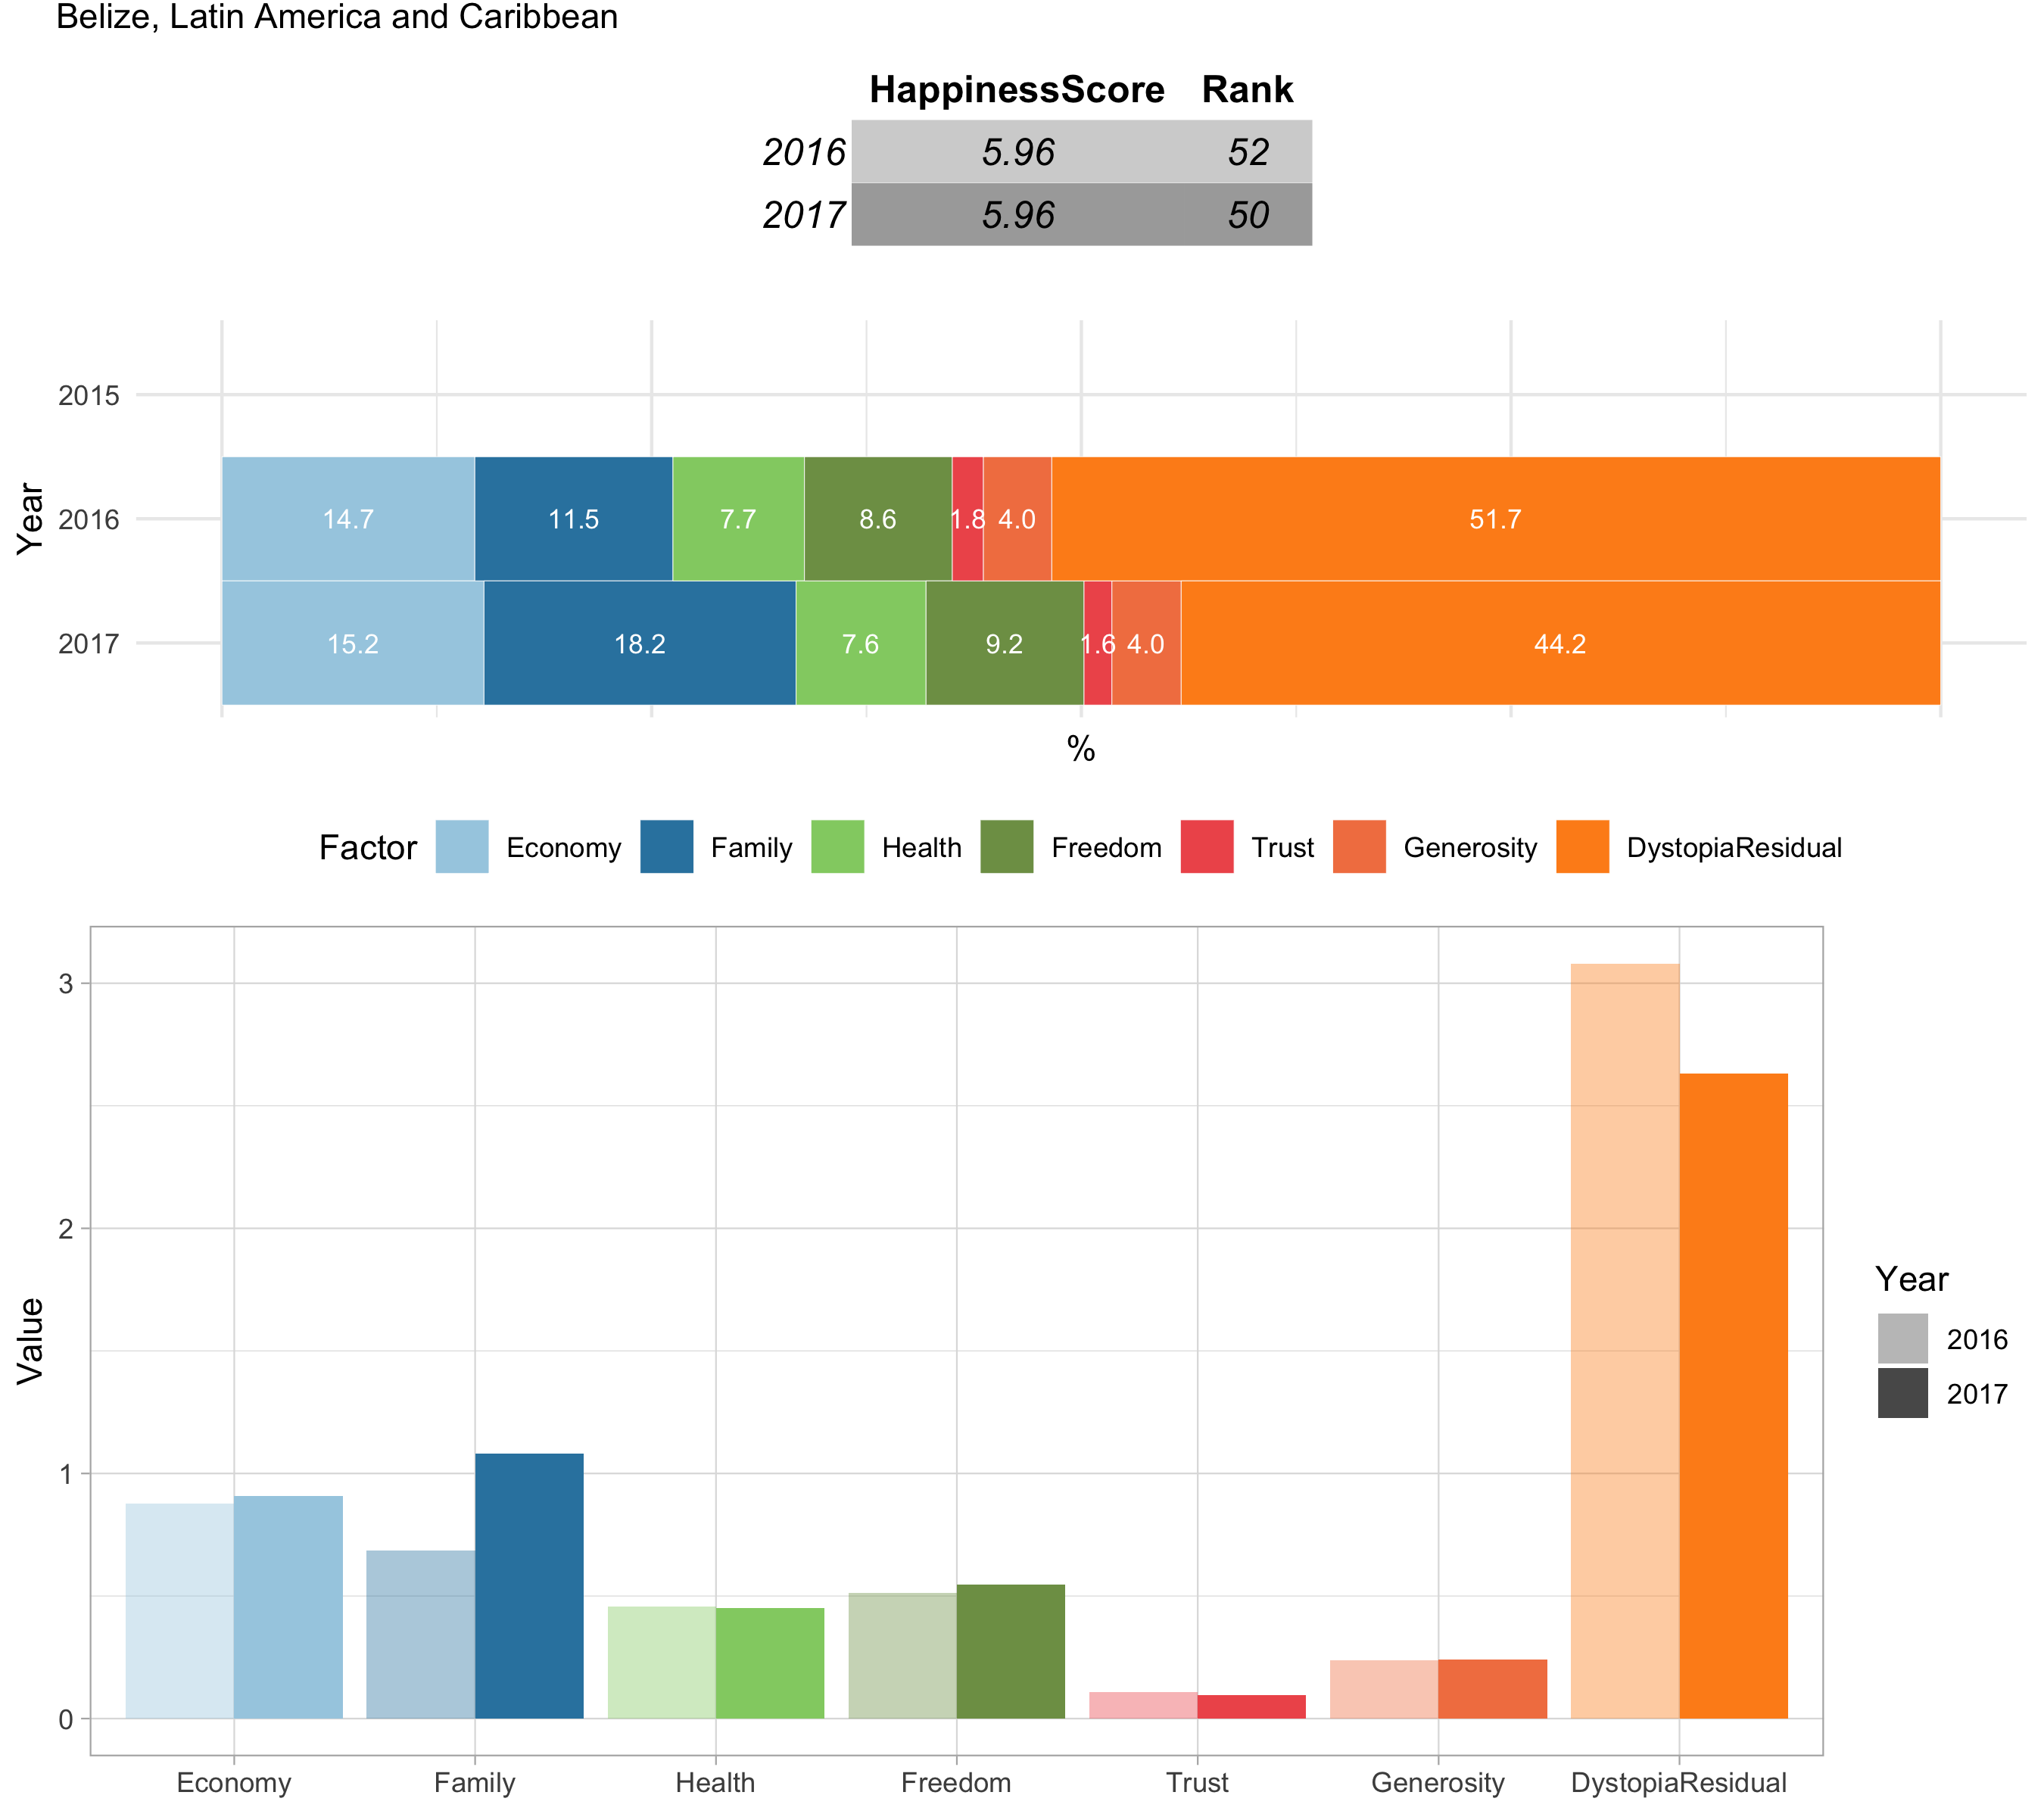 Belize, Latin America and Caribbean
HappinessScore Rank
2016 5.96 52
2017 5.96 50
Year
2015
2016 14.7 11.5 7.7 8.6 1.8 4.0 51.7
2017 15.2 18.2 7.6 9.2 1.6 4.0 44.2
%
Factor Economy Family Health Freedom Trust Generosity DystopiaResidual
Value
3
2
1
0
Economy Family Health Freedom Trust Generosity DystopiaResidual
Year
2016
2017